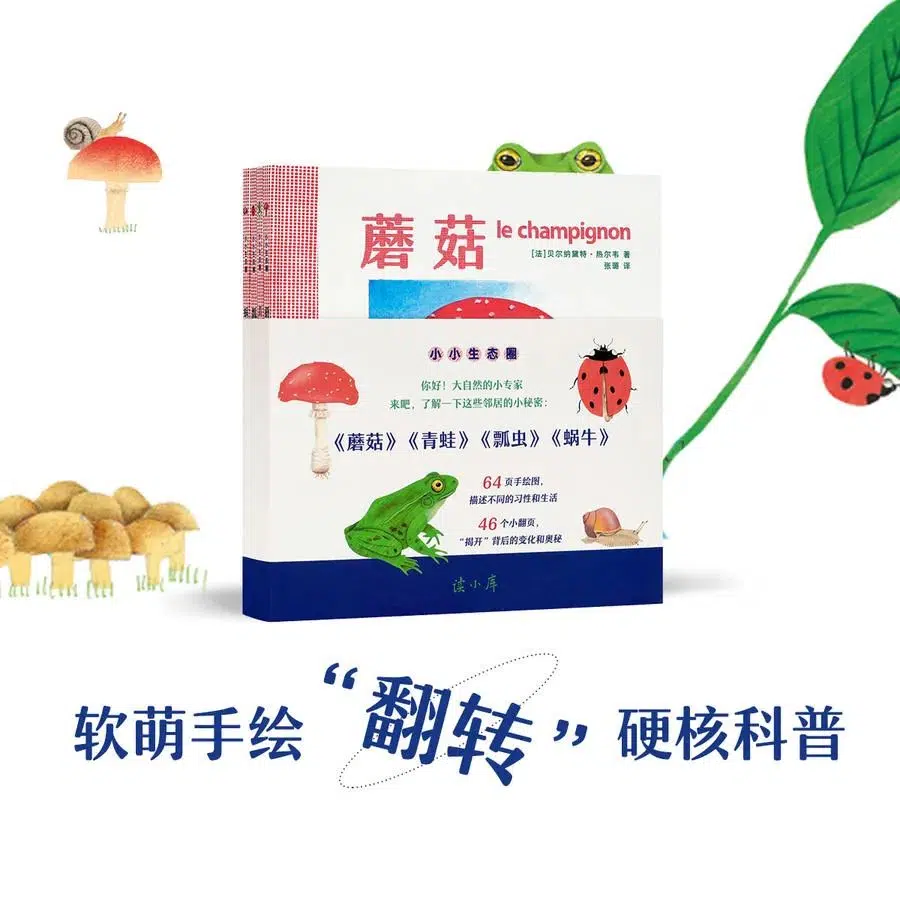 蘑菇 le champignon
[法]贝尔纳黛特·热尔韦 著
张璐 译
小小生态圈
你好！大自然的小专家
来吧，了解一下这些邻居的小秘密：
《蘑菇》《青蛙》《瓢虫》《蜗牛》
64页手绘图，
描述不同的习性和生活
46个小翻页，
“揭开”背后的变化和奥秘
读小库
软萌手绘“翻转”硬核科普